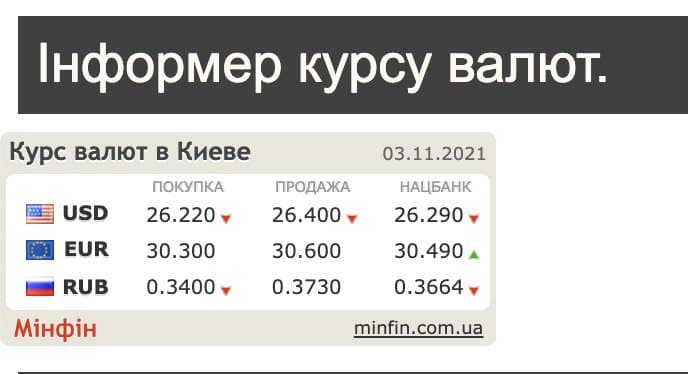 Інформер курсу валют.
Курс валют в Киеве 03.11.2021
ПОКУПКА ПРОДАЖА НАЦБАНК
USD 26.220 26.400 26.290
EUR 30.300 30.600 30.490
RUB 0.3400 0.3730 0.3664
Мінфін minfin.com.ua